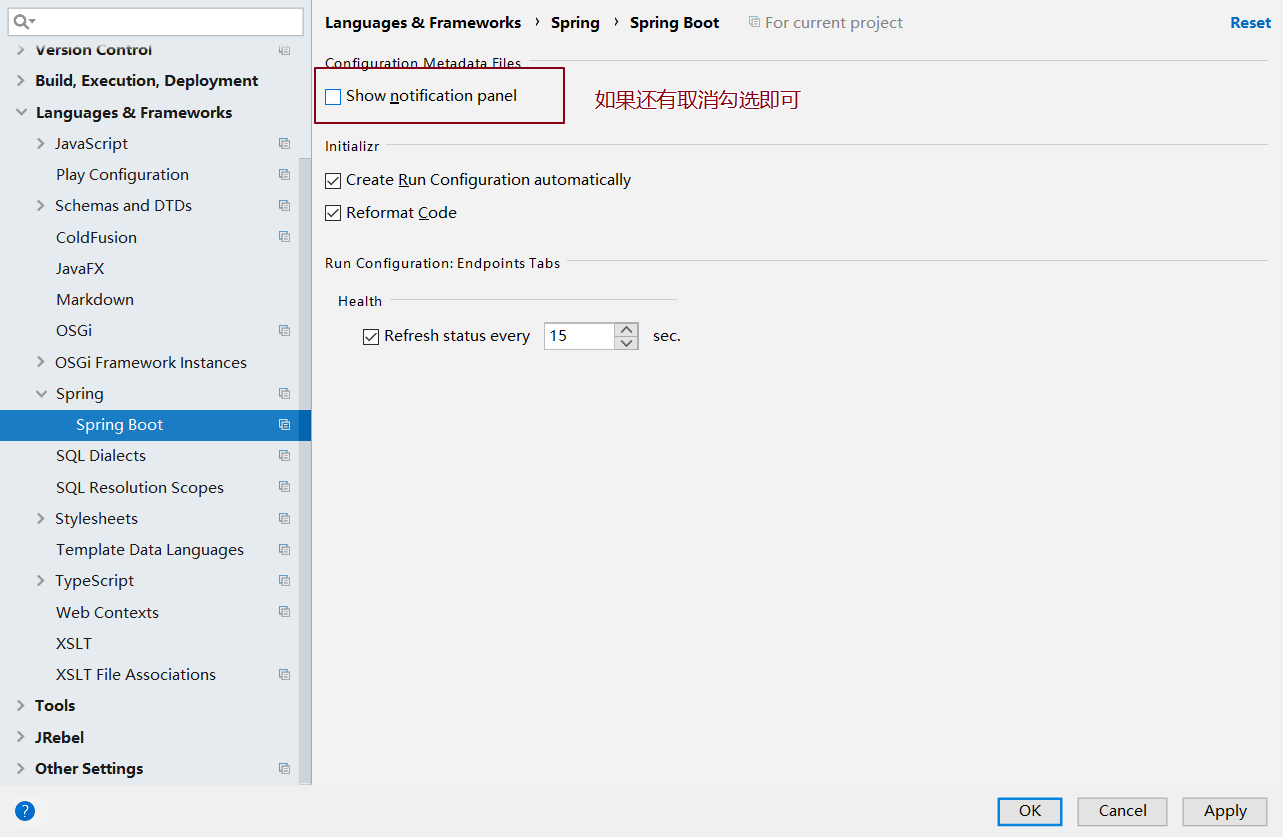 Version Control
Build, Execution, Deployment
Languages & Frameworks
JavaScript
Play Configuration
Schemas and DTDs
ColdFusion
JavaFX
Markdown
OSGi
OSGi Framework Instances
Spring
Spring Boot
SQL Dialects
SQL Resolution Scopes
Stylesheets
Template Data Languages
TypeScript
Web Contexts
XSLT
XSLT File Associations
Tools
JRebel
Other Settings
?
Languages & Frameworks › Spring › Spring Boot For current project Reset
Configuration Metadata Files
Show notification panel 如果还有取消勾选即可
Initializr
Create Run Configuration automatically
Reformat Code
Run Configuration: Endpoints Tabs
Health
Refresh status every 15 sec.
OK Cancel Apply